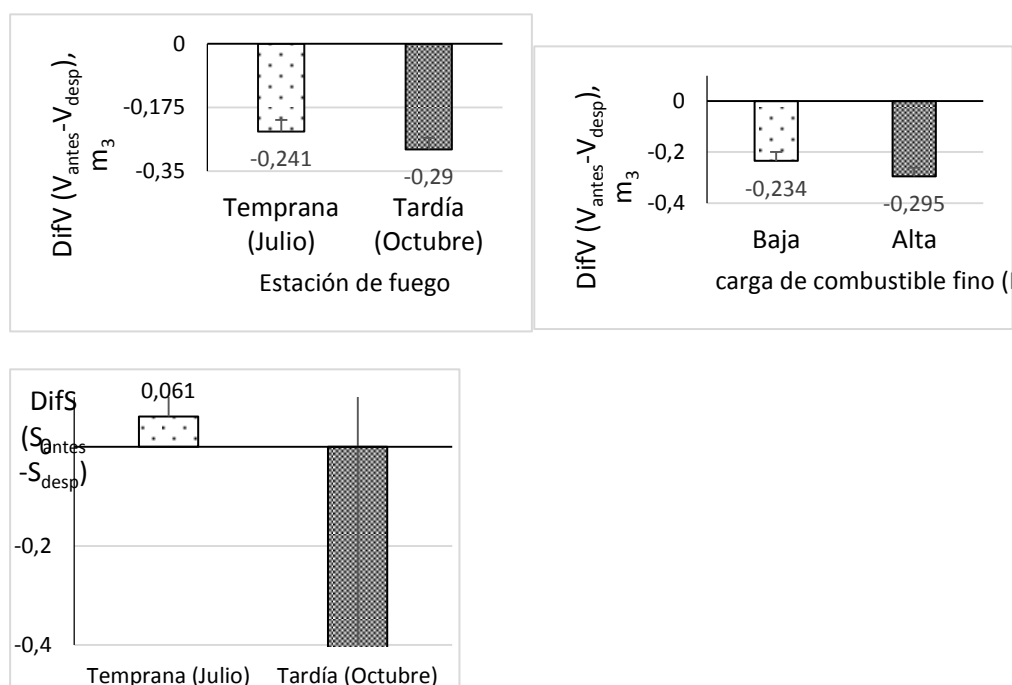 DifV (Vantes-Vdesp),
m3
0
-0,175
-0,35
-0,241
-0,29
Temprana
(Julio)
Tardía
(Octubre)
Estación de fuego
DifV (Vantes-Vdesp),
m3
0
-0,2
-0,4
-0,234
-0,295
Baja
Alta
carga de combustible fino (
DifS
(Santes
-Sdesp)
0,061
0
-0,2
-0,4
Temprana (Julio)
Tardía (Octubre)